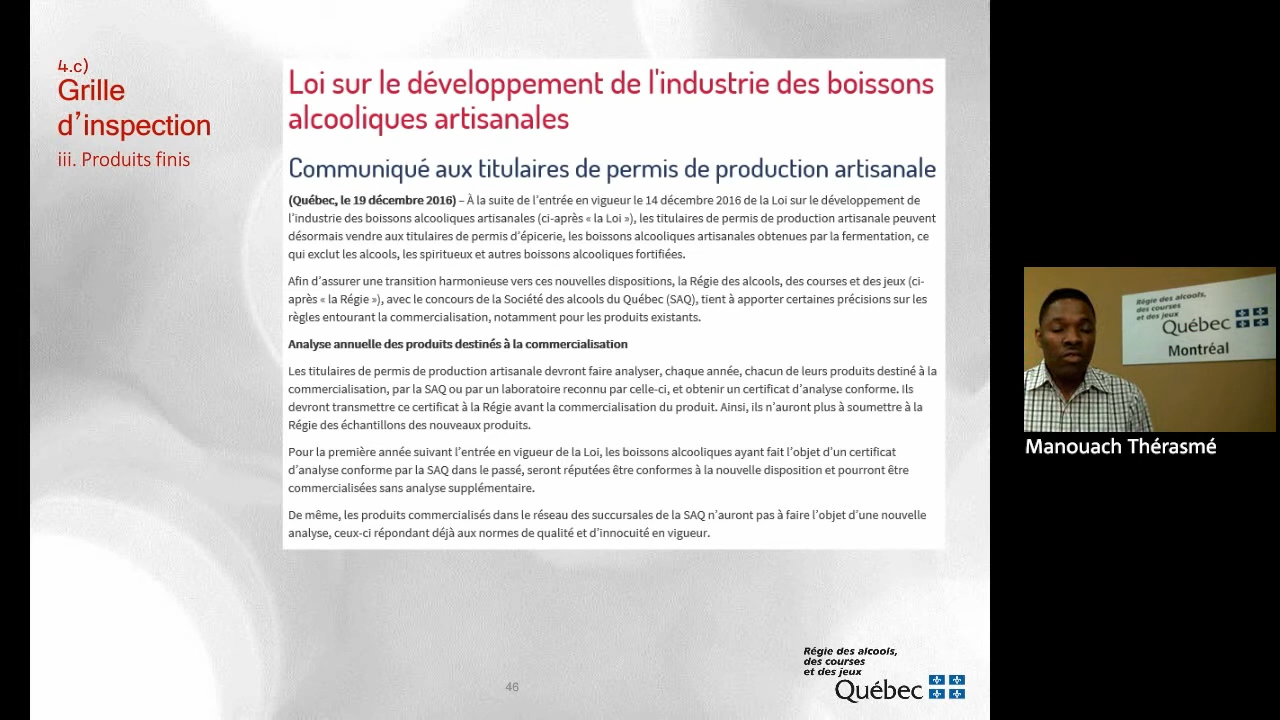 4.c)
Grille
d'inspection
iii. Produits finis
Loi sur le développement de l'industrie des boissons
alcooliques artisanales
Communiqué aux titulaires de permis de production artisanale
(Québec, le 19 décembre 2016) – À la suite de l'entrée en vigueur le 14 décembre 2016 de la Loi sur le développement de
l'industrie des boissons alcooliques artisanales (ci-après « la Loi »), les titulaires de permis de production artisanale peuvent
désormais vendre aux titulaires de permis d'épicerie, les boissons alcooliques artisanales obtenues par la fermentation, ce
qui exclut les alcools, les spiritueux et autres boissons alcooliques fortifiées.
Afin d'assurer une transition harmonieuse vers ces nouvelles dispositions, la Régie des alcools, des courses et des jeux (ci-
après « la Régie »), avec le concours de la Société des alcools du Québec (SAQ), tient à apporter certaines précisions sur les
règles entourant la commercialisation, notamment pour les produits existants.
Analyse annuelle des produits destinés à la commercialisation
Les titulaires de permis de production artisanale devront faire analyser, chaque année, chacun de leurs produits destiné à la
commercialisation, par la SAQ ou par un laboratoire reconnu par celle-ci, et obtenir un certificat d'analyse conforme. Ils
devront transmettre ce certificat à la Régie avant la commercialisation du produit. Ainsi, ils n'auront plus à soumettre à la
Régie des échantillons des nouveaux produits.
Pour la première année suivant l'entrée en vigueur de la Loi, les boissons alcooliques ayant fait l'objet d'un certificat
d'analyse conforme par la SAQ dans le passé, seront réputées être conformes à la nouvelle disposition et pourront être
commercialisées sans analyse supplémentaire.
De même, les produits commercialisés dans le réseau des succursales de la SAQ n'auront pas à faire l'objet d'une nouvelle
analyse, ceux-ci répondant déjà aux normes de qualité et d'innocuité en vigueur.
46
Régie des alcools,
des courses
et des jeux
Québec
Régie des alcools,
des courses
et des jeux
Québec
Montréal
Manouach Thérasmé